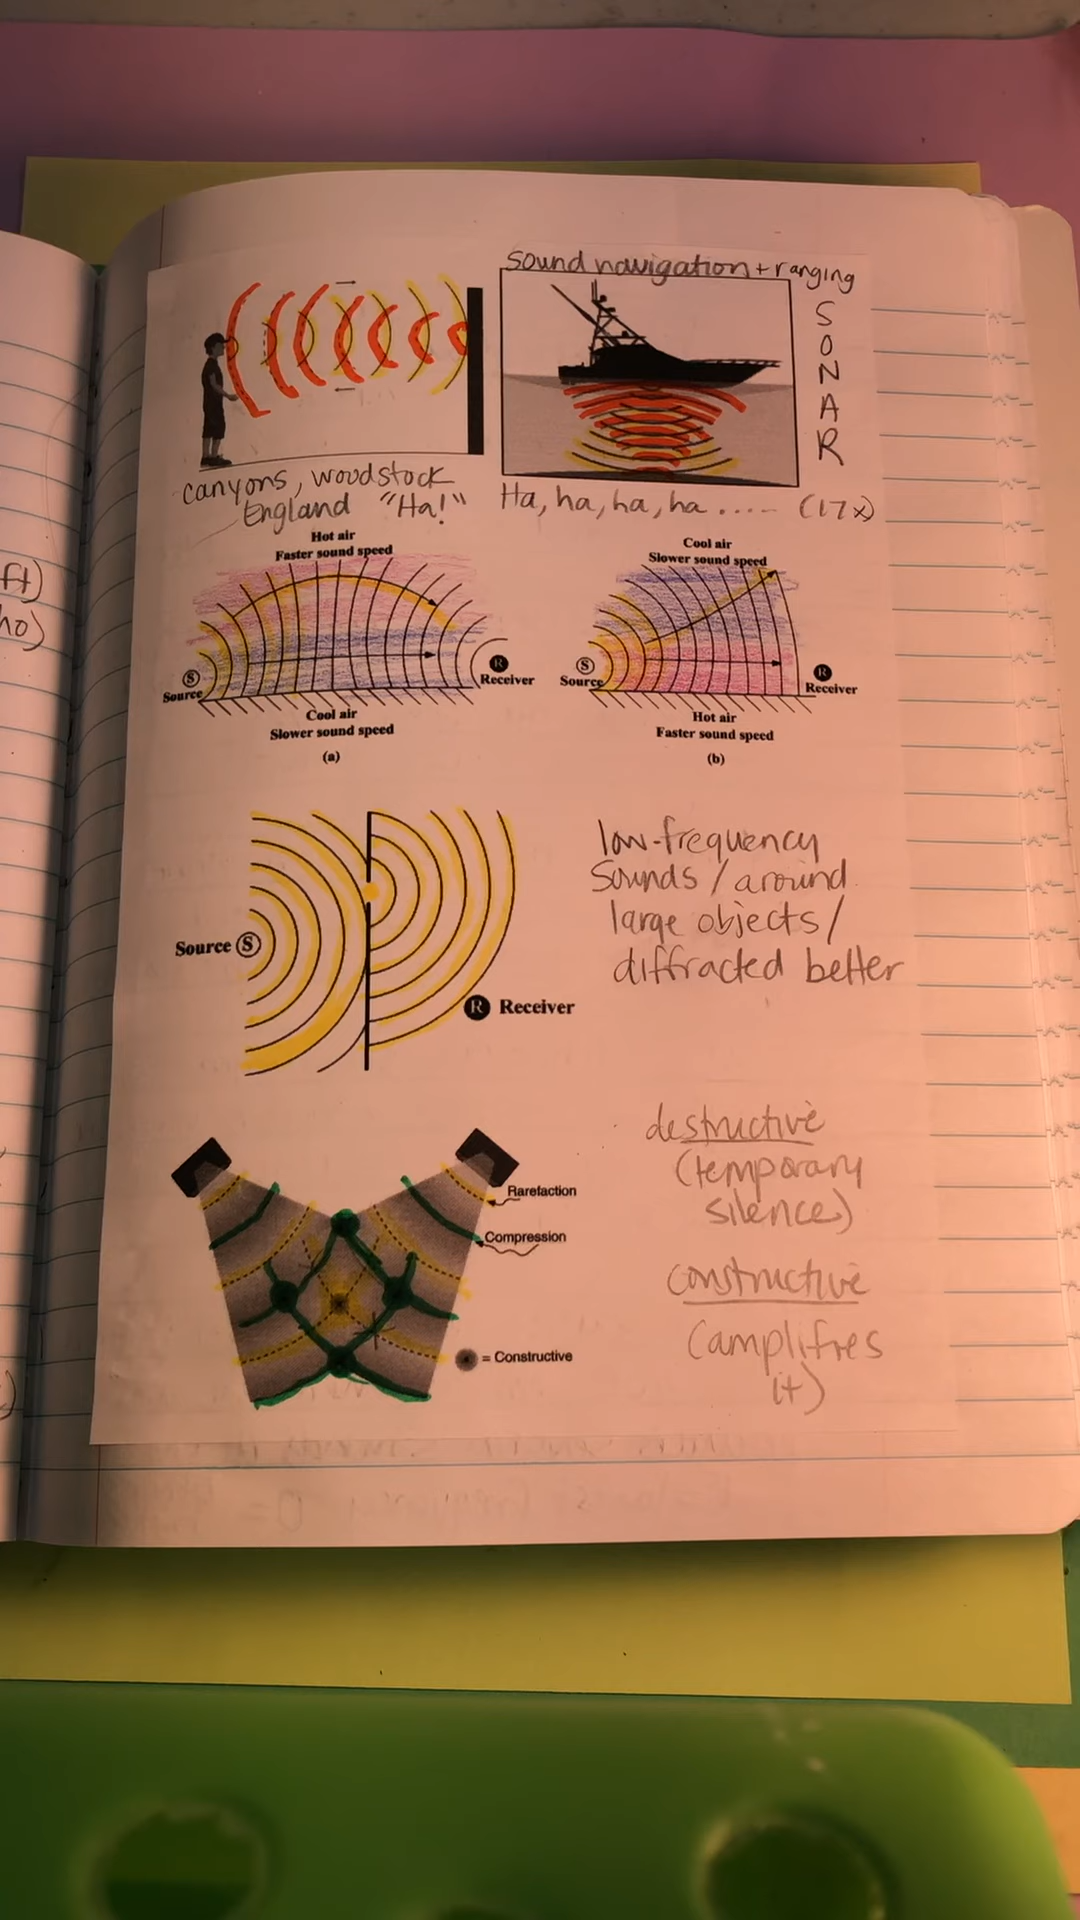 Sound navigation + ranging
S
O
N
A
R
canyons, woodstock
England "Ha!"
Ha, ha, ha, ha ..... (17x)
ft)
ho)
Hot air
Faster sound speed
S
Source
R
Receiver
Cool air
Slower sound speed
(a)
Cool air
Slower sound speed
S
Source
R
Receiver
Hot air
Faster sound speed
(b)
low-frequency
Sounds / around
large objects /
diffracted better
Source S
R Receiver
destructive
(temporary
silence)
Rarefaction
Compression
constructive
(amplifies
it)
= Constructive